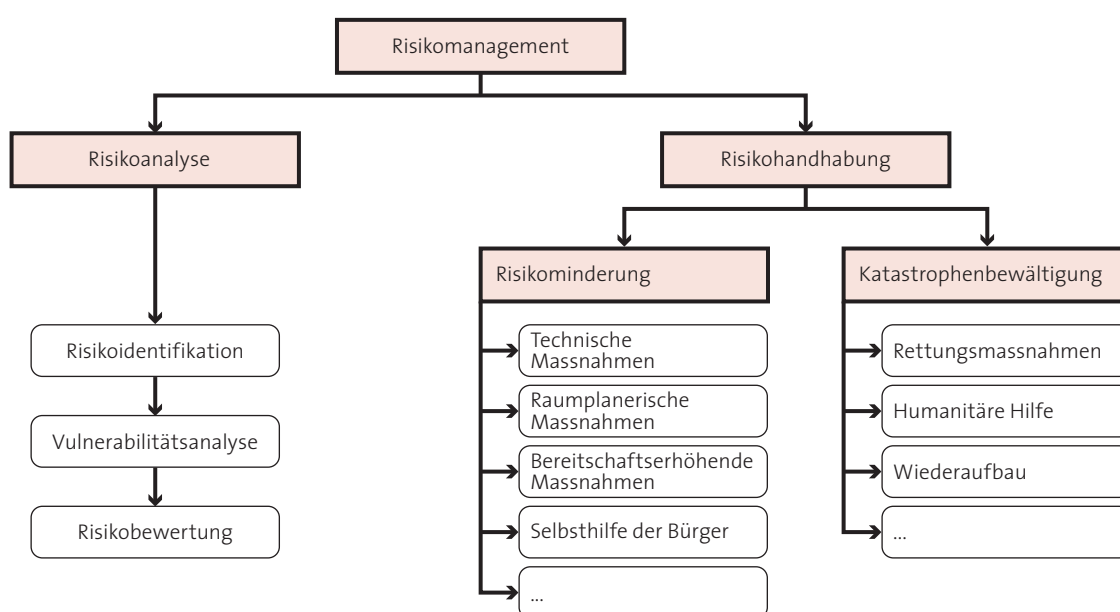 Risikomanagement
Risikoanalyse
Risikohandhabung
Risikominderung
Katastrophenbewältigung
Risikoidentifikation
Vulnerabilitätsanalyse
Risikobewertung
Technische
Massnahmen
Raumplanerische
Massnahmen
Bereitschaftserhöhende
Massnahmen
Selbsthilfe der Bürger
...
Rettungsmassnahmen
Humanitäre Hilfe
Wiederaufbau
...